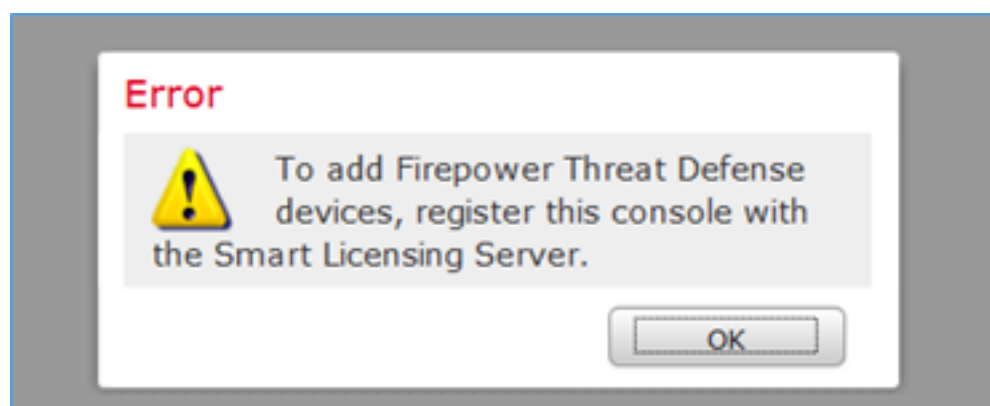 Error
To add Firepower Threat Defense
devices, register this console with
the Smart Licensing Server.
OK